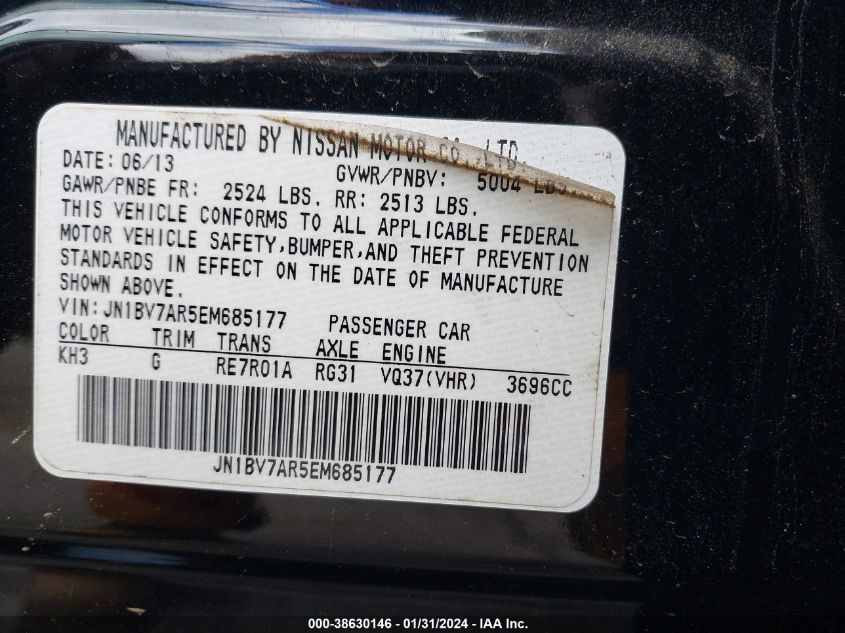 MANUFACTURED BY NISSAN MOTOR CO.,LTD.
DATE: 06/13 GVWR/PNBV: 5004 LB
GAWR/PNBE FR: 2524 LBS. RR: 2513 LBS.
THIS VEHICLE CONFORMS TO ALL APPLICABLE FEDERAL
MOTOR VEHICLE SAFETY,BUMPER,AND THEFT PREVENTION
STANDARDS IN EFFECT ON THE DATE OF MANUFACTURE
SHOWN ABOVE.
VIN:JN1BV7AR5EM685177 PASSENGER CAR
COLOR TRIM TRANS AXLE ENGINE
KH3 G RE7R01A RG31 VQ37(VHR) 3696CC
JN1BV7AR5EM685177
000-38630146 - 01/31/2024 - IAA Inc.